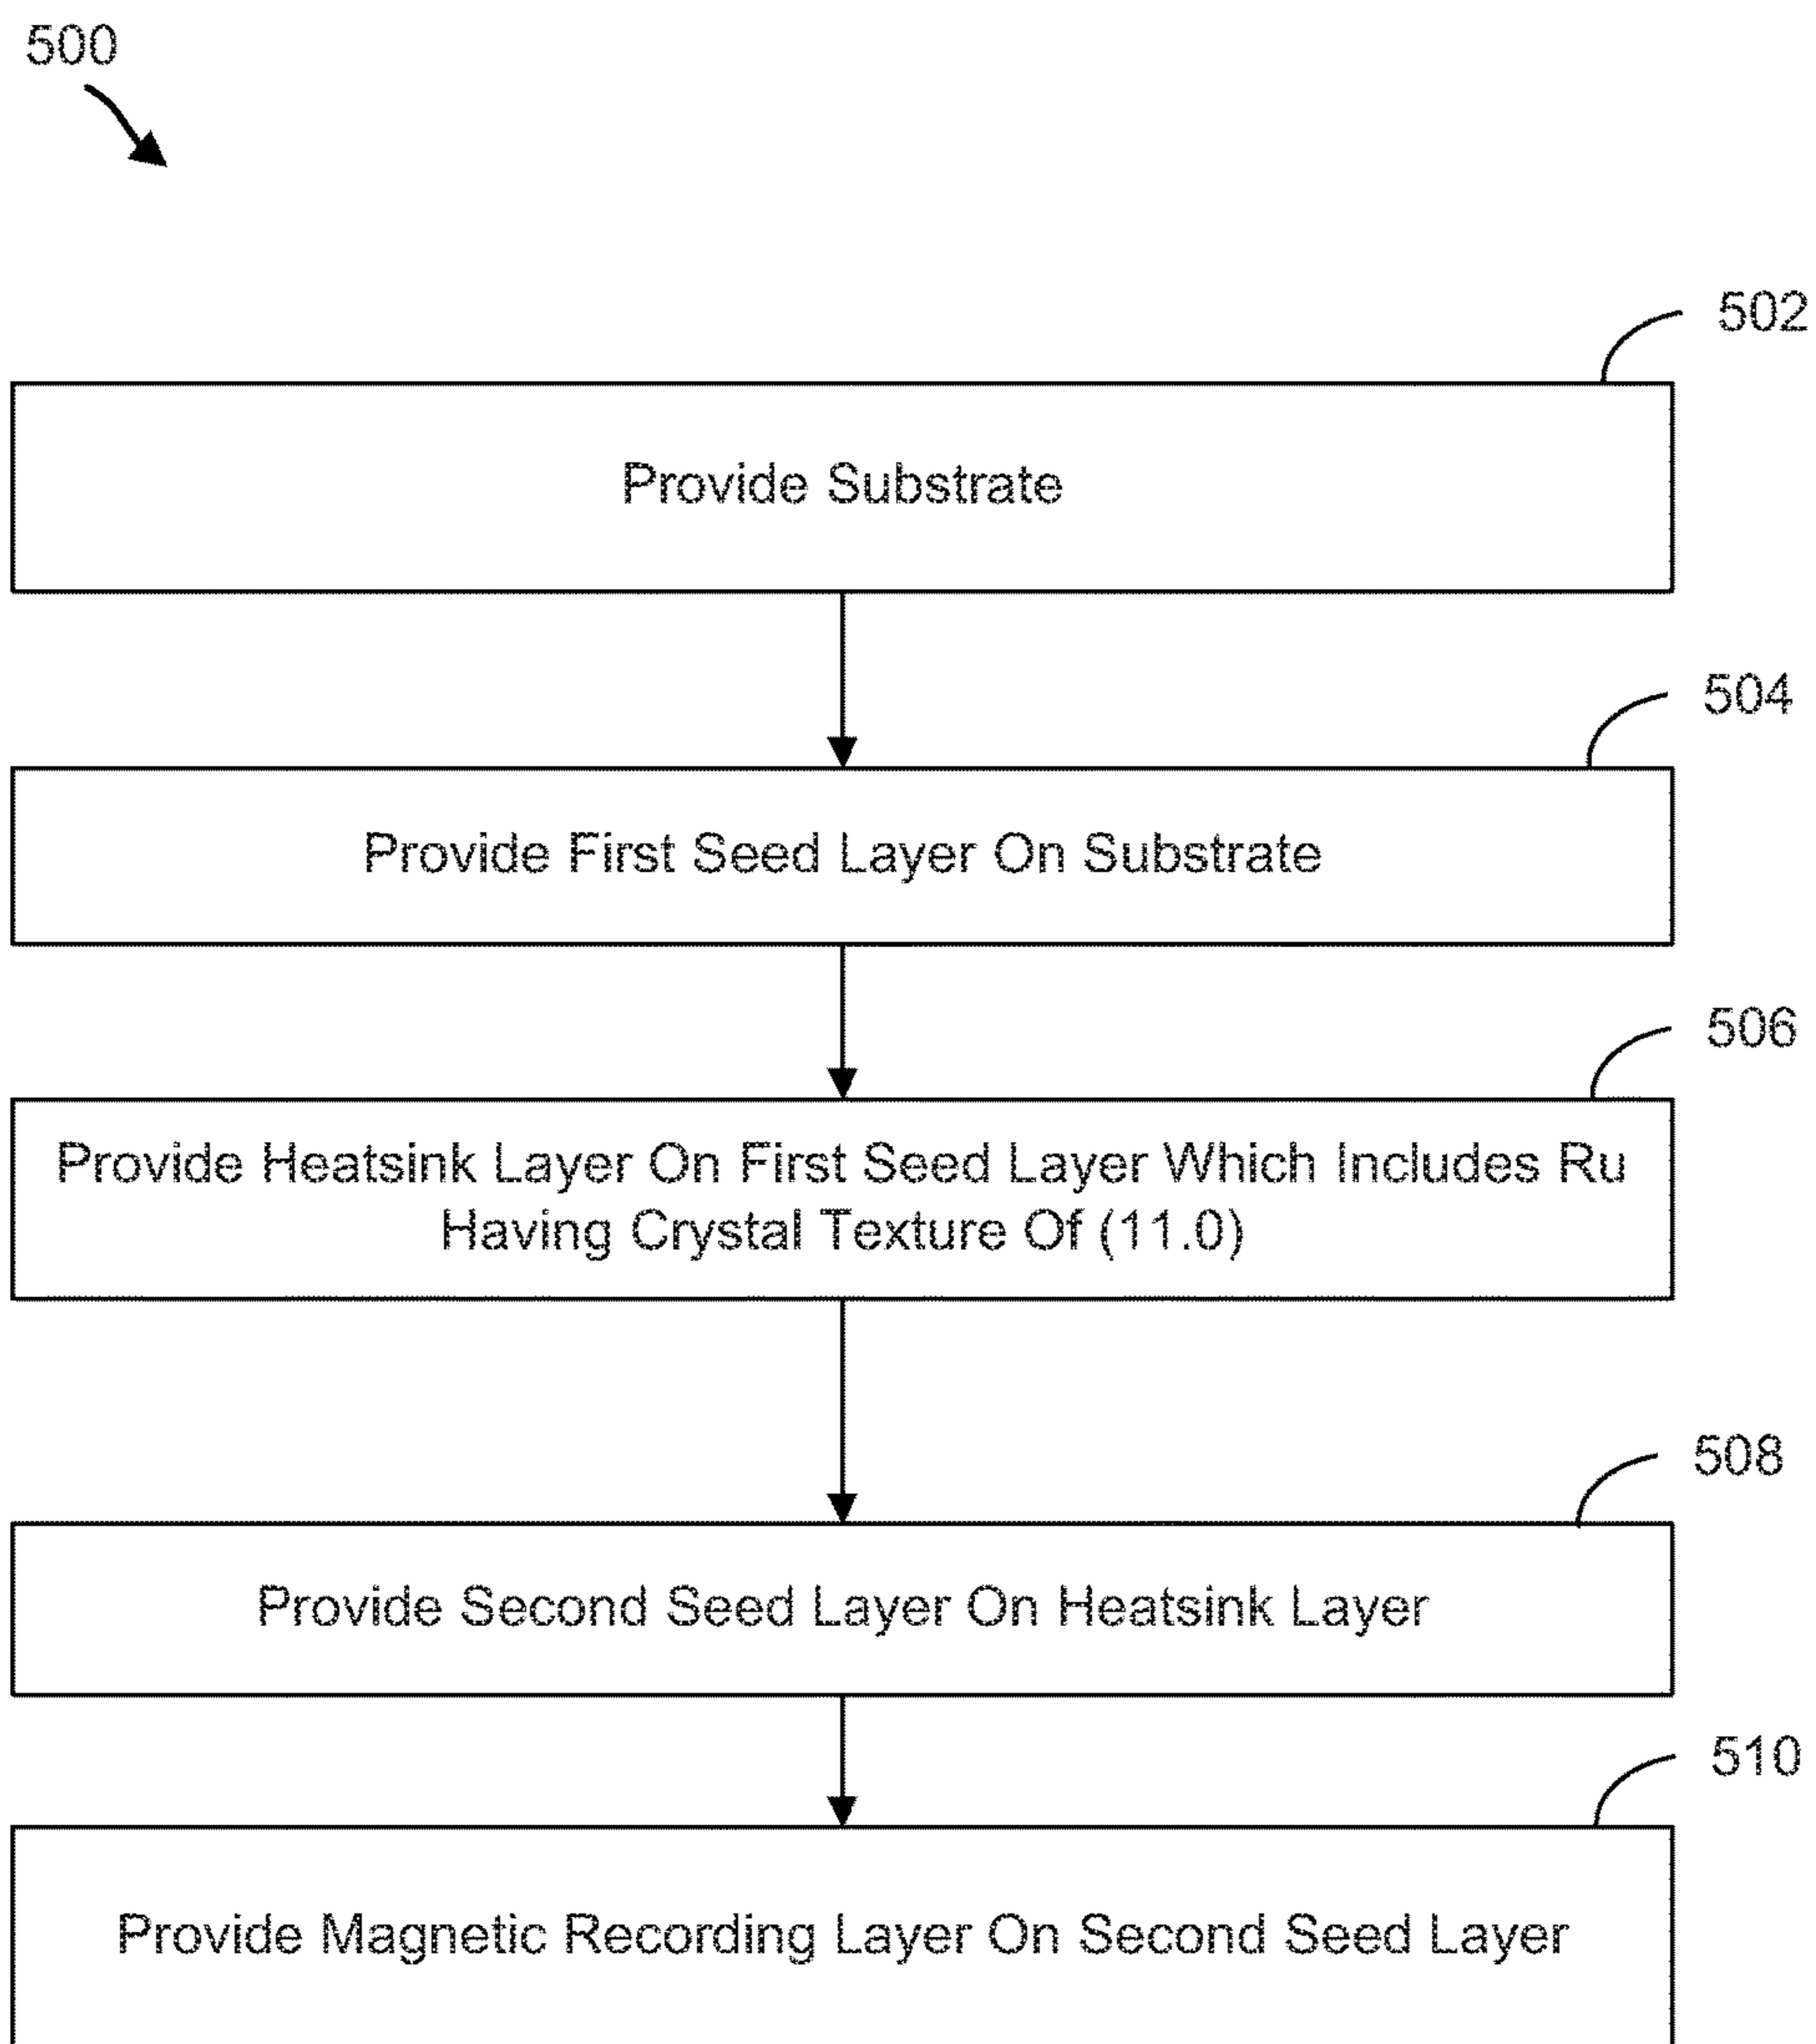 500
502
Provide Substrate
504
Provide First Seed Layer On Substrate
506
Provide Heatsink Layer On First Seed Layer Which Includes Ru
Having Crystal Texture Of (11.0)
508
Provide Second Seed Layer On Heatsink Layer
510
Provide Magnetic Recording Layer On Second Seed Layer